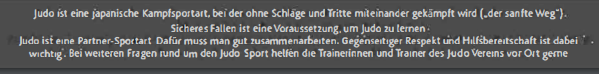 Judo ist eine japanische Kampfsportart, bei der ohne Schläge und Tritte miteinander gekämpft wird („der sanfte Weg“).
Sicheres Fallen ist eine Voraussetzung, um Judo zu lernen.
Judo ist eine Partner-Sportart. Dafür muss man gut zusammenarbeiten. Gegenseitiger Respekt und Hilfsbereitschaft ist dabei
wichtig. Bei weiteren Fragen rund um den Judo Sport helfen die Trainerinnen und Trainer des Judo Vereins vor Ort gerne